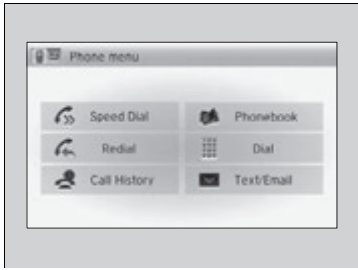 Phone menu
Speed Dial
Phonebook
Redial
Dial
Call History
Text/Email